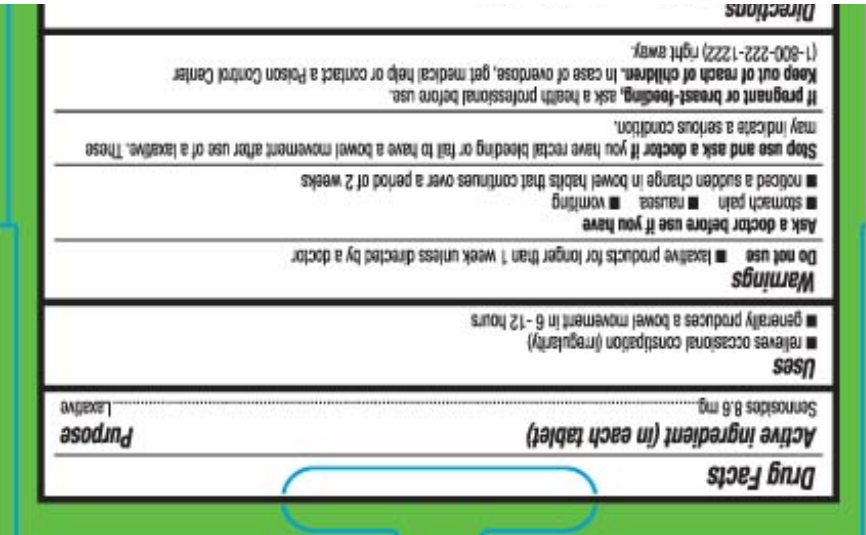 Drug Facts
Active ingredient (in each tablet) Purpose
Sennosides 8.6 mg..........Laxative
Uses
■ relieves occasional constipation (irregularity)
■ generally produces a bowel movement in 6 -12 hours
Warnings
Do not use ■ laxative products for longer than 1 week unless directed by a doctor
Ask a doctor before use if you have
■ stomach pain ■ nausea ■ vomiting
■ noticed a sudden change in bowel habits that continues over a period of 2 weeks
Stop use and ask a doctor if you have rectal bleeding or fail to have a bowel movement after use of a laxative. These
may indicate a serious condition.
If pregnant or breast-feeding, ask a health professional before use.
Keep out of reach of children. In case of overdose, get medical help or contact a Poison Control Center
(1-800-222-1222) right away.
Directions